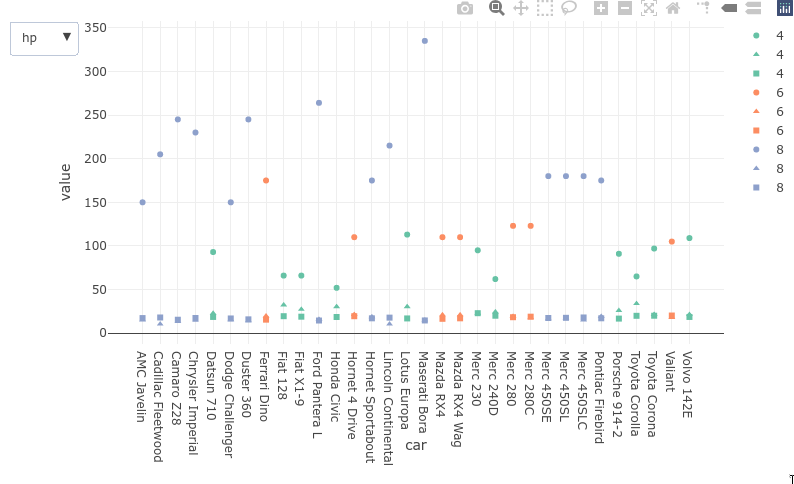 hp ▼
350
300
250
200
150
100
50
0
value
AMC Javelin
Cadillac Fleetwood
Camaro Z28
Chrysler Imperial
Datsun 710
Dodge Challenger
Duster 360
Ferrari Dino
Fiat 128
Fiat X1-9
Ford Pantera L
Honda Civic
Hornet 4 Drive
Hornet Sportabout
Lincoln Continental
Lotus Europa
Maserati Bora
Mazda RX4
Mazda RX4 Wag
Merc 230
Merc 240D
Merc 280
Merc 280C
Merc 450SE
Merc 450SL
Merc 450SLC
Pontiac Firebird
Porsche 914-2
Toyota Corolla
Toyota Corona
Valiant
Volvo 142E
car
4
4
4
6
6
6
8
8
8